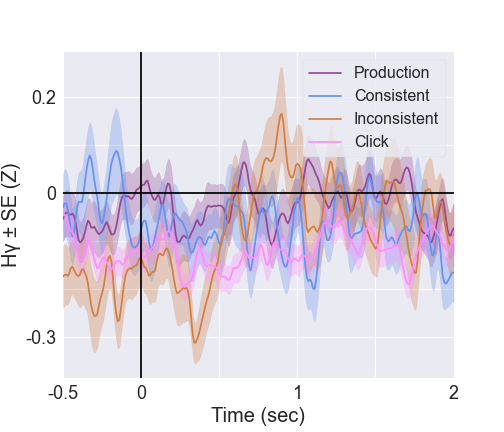 Production
Consistent
Inconsistent
Click
0.2
0
-0.3
Hγ ± SE (Z)
-0.5 0 1 2
Time (sec)